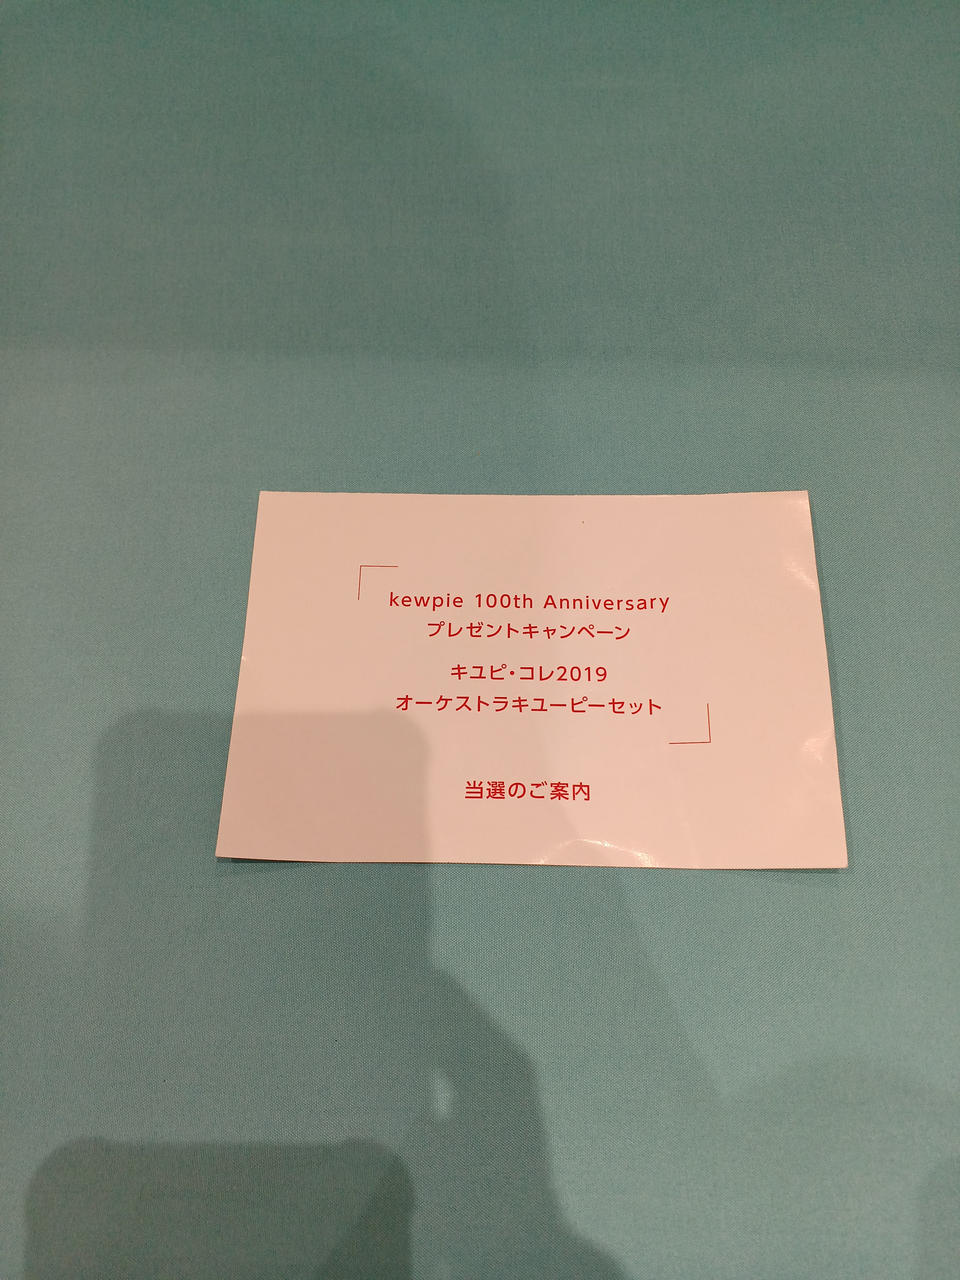 kewpie 100th Anniversary
プレゼントキャンペーン
キユピ・コレ2019
オーケストラキユーピーセット
当選のご案内